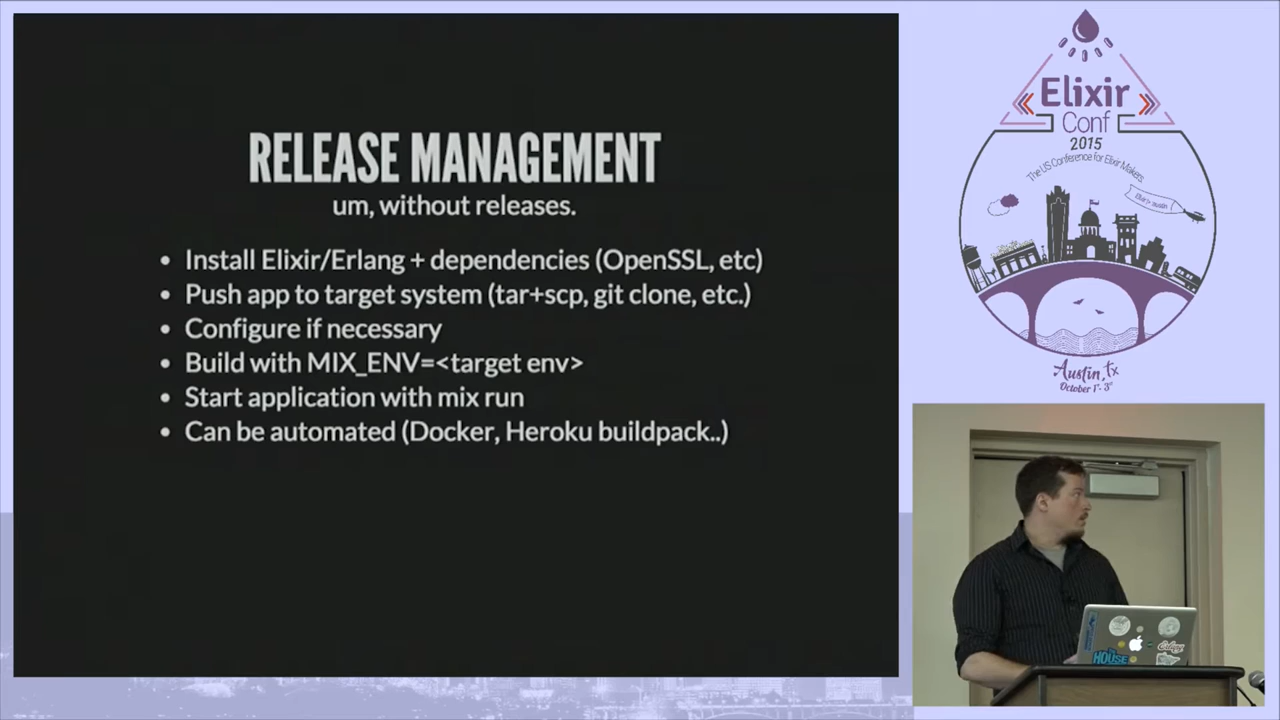 RELEASE MANAGEMENT
um, without releases.
Install Elixir/Erlang + dependencies (OpenSSL, etc)
Push app to target system (tar+scp, git clone, etc.)
Configure if necessary
Build with MIX_ENV=<target env>
Start application with mix run
Can be automated (Docker, Heroku buildpack..)
Elixir
Conf
2015
The US Conference for Elixir Makers
Austin, Tx
October 1st - 3rd
HOUSE